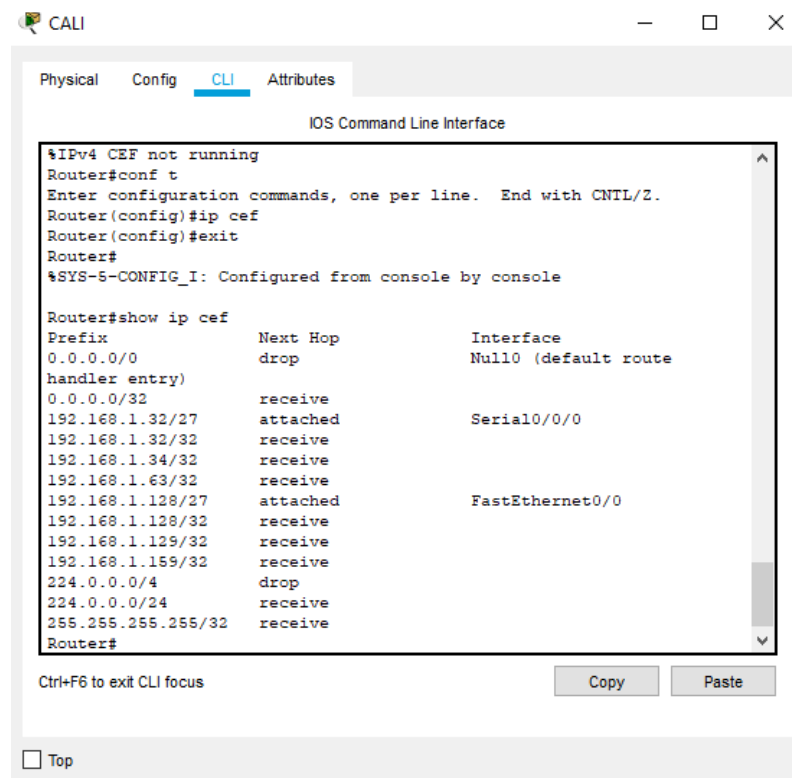 CALI
Physical Config CLI Attributes
IOS Command Line Interface
%IPv4 CEF not running
Router#conf t
Enter configuration commands, one per line.  End with CNTL/Z.
Router(config)#ip cef
Router(config)#exit
Router#
%SYS-5-CONFIG_I: Configured from console by console
Router#show ip cef
Prefix Next Hop Interface
0.0.0.0/0 drop Null0 (default route
handler entry)
0.0.0.0/32 receive
192.168.1.32/27 attached Serial0/0/0
192.168.1.32/32 receive
192.168.1.34/32 receive
192.168.1.63/32 receive
192.168.1.128/27 attached FastEthernet0/0
192.168.1.128/32 receive
192.168.1.129/32 receive
192.168.1.159/32 receive
224.0.0.0/4 drop
224.0.0.0/24 receive
255.255.255.255/32 receive
Router#
Ctrl+F6 to exit CLI focus Copy Paste
Top